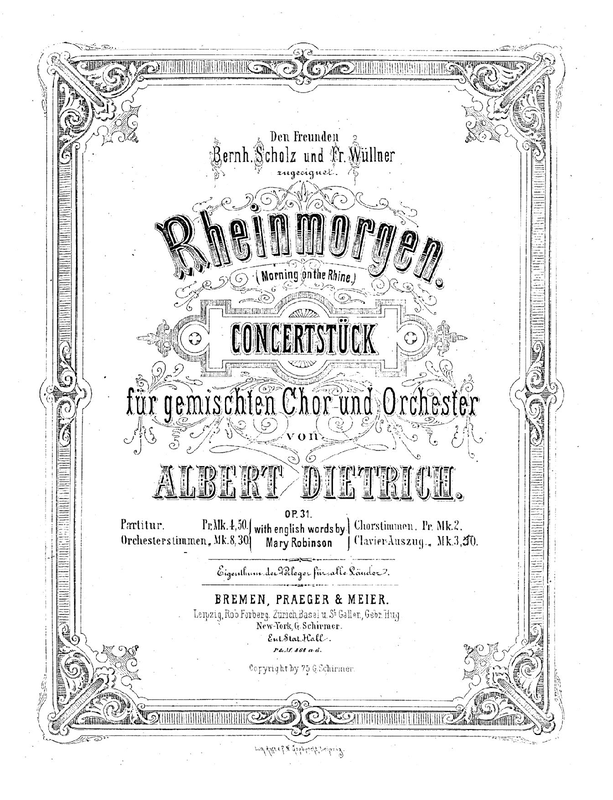 Den Freunden
Bernh. Scholz und Fr. Wüllner
zugeeignet.
Rheinmorgen.
(Morning on the Rhine.)
CONCERTSTÜCK
für gemischten Chor und Orchester
von
ALBERT DIETRICH.
OP. 31.
Partitur. Pr. Mk. 4,50. Chorstimmen. Pr. Mk. 2.
with english words by
Orchesterstimmen, Mk. 8,30 Clavier-Auszug. Mk. 3,50.
Mary Robinson
Eigenthum der Verleger für alle Länder.
BREMEN, PRAEGER & MEIER.
Leipzig, Rob. Forberg. Zürich, Basel u. St. Gallen, Gebr. Hug
New-York, G. Schirmer.
Ent. Stat. Hall.
Copyright by 75 G. Schirmer.